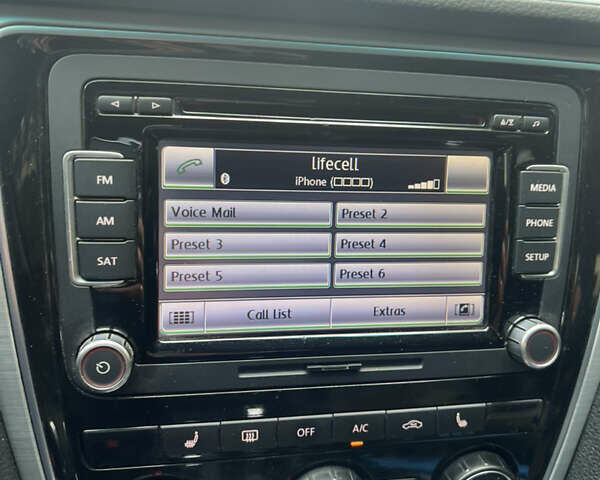 lifecell
iPhone (□□□□)
FM
AM
SAT
MEDIA
PHONE
SETUP
Voice Mail
Preset 2
Preset 3
Preset 4
Preset 5
Preset 6
Call List
Extras
OFF
A/C